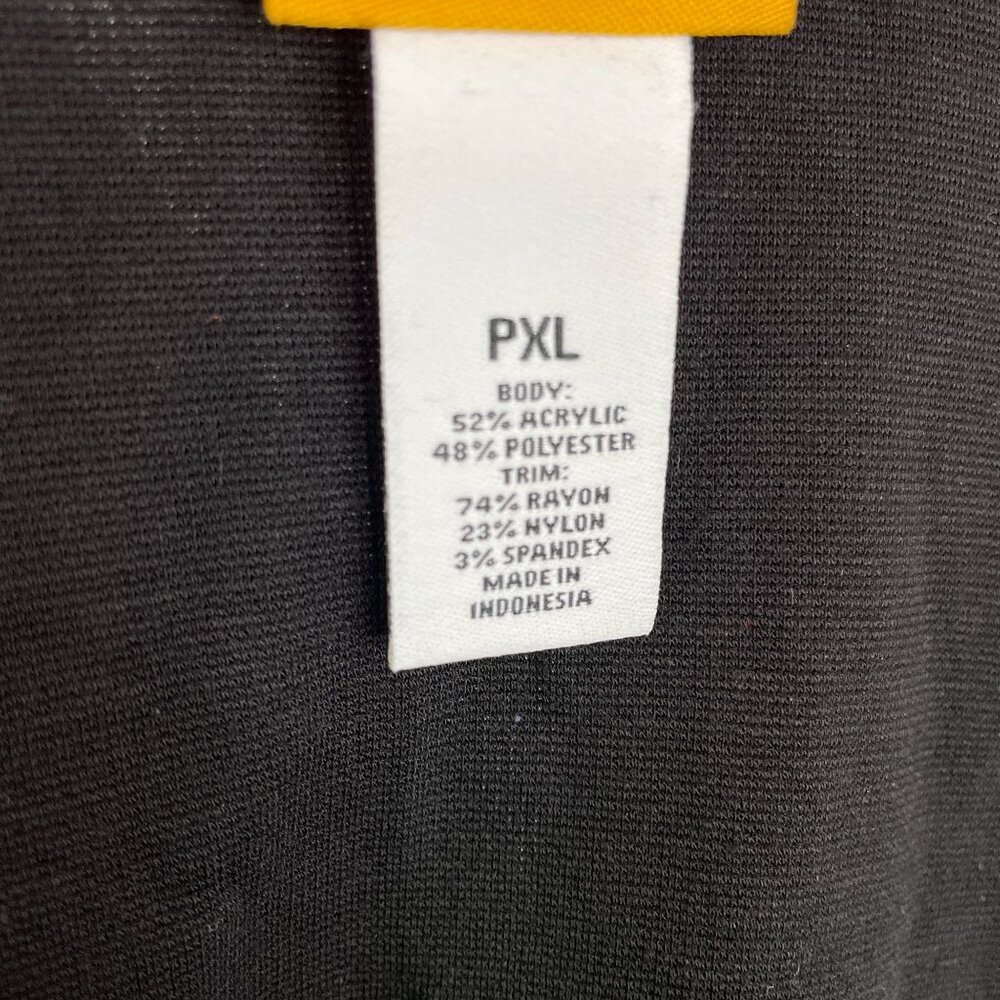 PXL
BODY:
52% ACRYLIC
48% POLYESTER
TRIM:
74% RAYON
23% NYLON
3% SPANDEX
MADE IN
INDONESIA